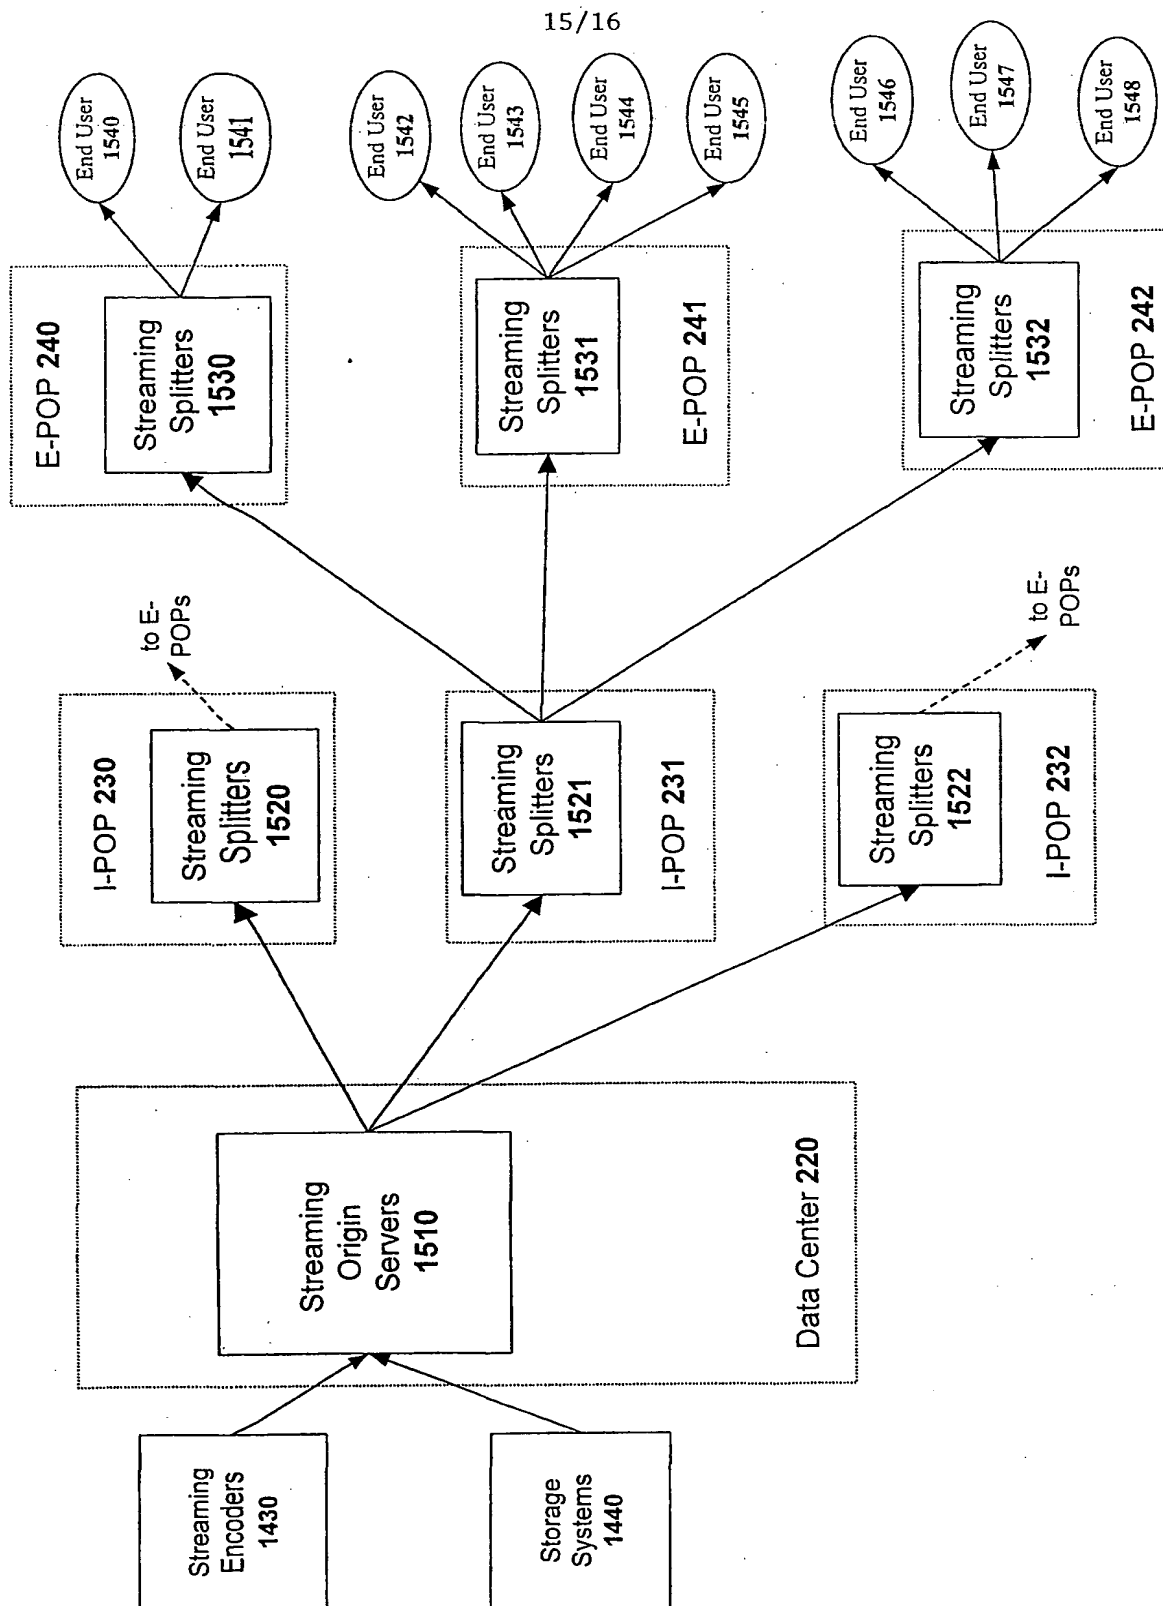 15/16
Streaming
Encoders
1430
Storage
Systems
1440
Streaming
Origin
Servers
1510
Data Center 220
I-POP 230
Streaming
Splitters
1520
to E-
POPs
Streaming
Splitters
1521
I-POP 231
Streaming
Splitters
1522
I-POP 232
to E-
POPs
E-POP 240
Streaming
Splitters
1530
Streaming
Splitters
1531
E-POP 241
Streaming
Splitters
1532
E-POP 242
End User
1540
End User
1541
End User
1542
End User
1543
End User
1544
End User
1545
End User
1546
End User
1547
End User
1548